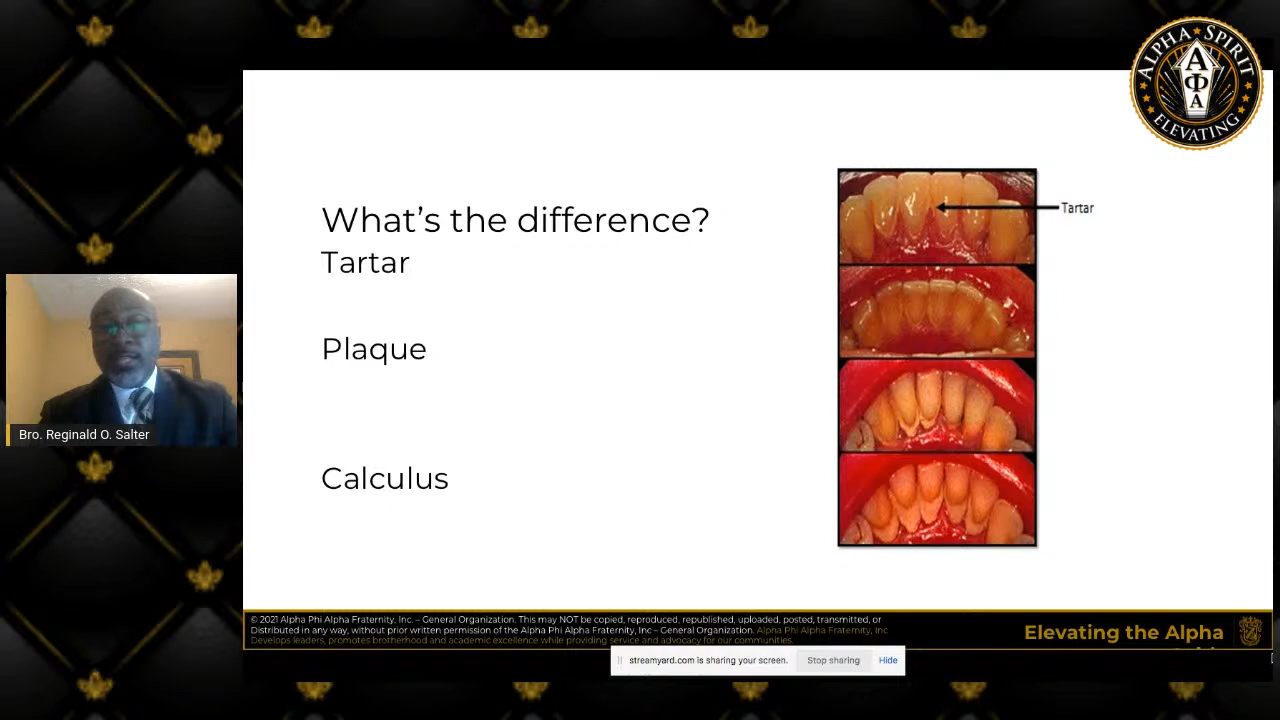 ALPHA ★ SPIRIT
Α
Φ
Α
ELEVATING
What's the difference?
Tartar
Plaque
Calculus
Tartar
Bro. Reginald O. Salter
© 2021 Alpha Phi Alpha Fraternity, Inc. – General Organization. This may NOT be copied, reproduced, republished, uploaded, posted, transmitted, or
Distributed in any way, without prior written permission of the Alpha Phi Alpha Fraternity, Inc – General Organization. Alpha Phi Alpha Fraternity, Inc
Develops leaders, promotes brotherhood and academic excellence while providing service and advocacy for our communities.
Elevating the Alpha
streamyard.com is sharing your screen.
Stop sharing
Hide